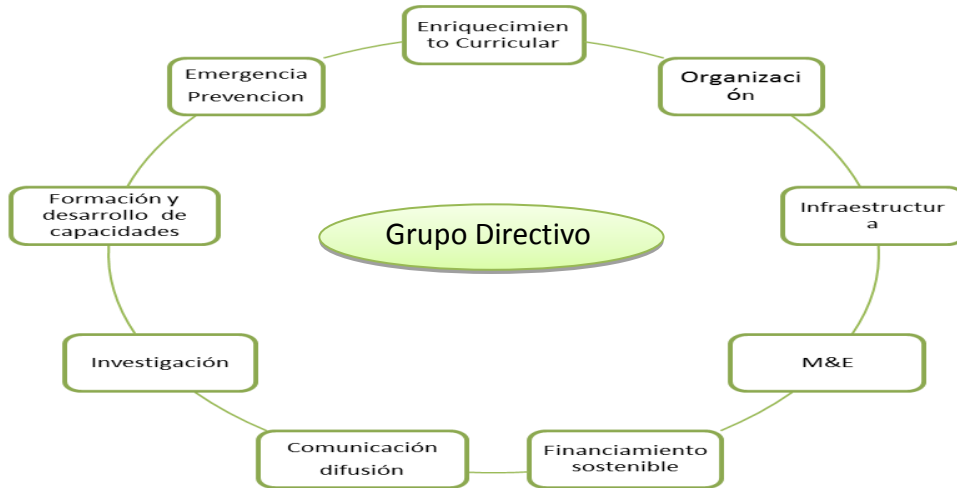 Enriquecimien
to Curricular
Organizaci
ón
Infraestructur
a
M&E
Financiamiento
sostenible
Comunicación
difusión
Investigación
Formación y
desarrollo de
capacidades
Emergencia
Prevencion
Grupo Directivo